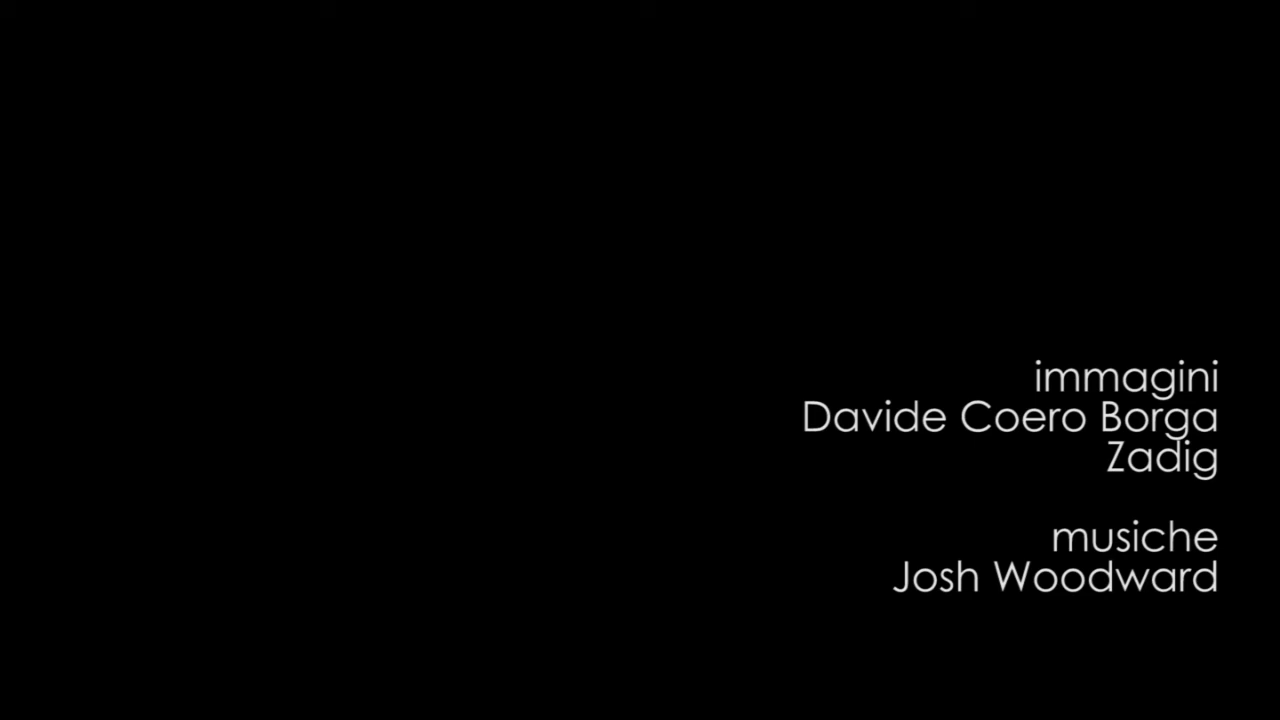 immagini
Davide Coero Borga
Zadig
musiche
Josh Woodward